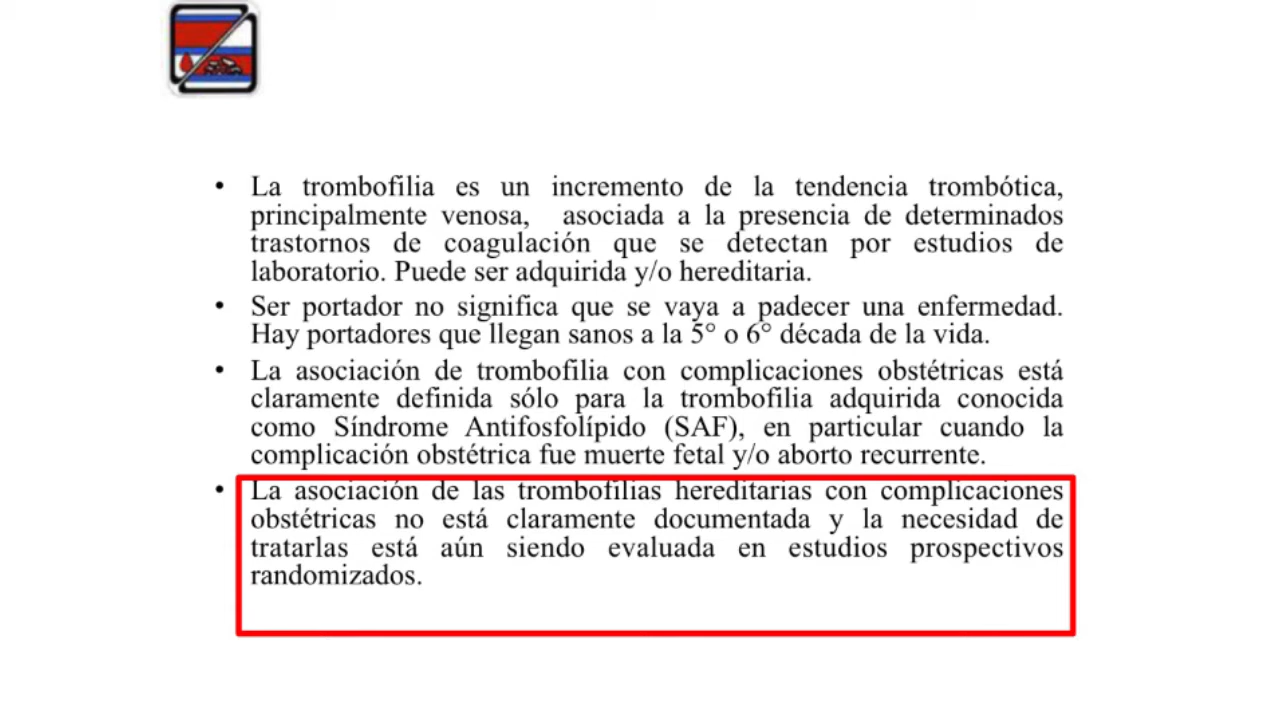 • La trombofilia es un incremento de la tendencia trombótica,
principalmente venosa, asociada a la presencia de determinados
trastornos de coagulación que se detectan por estudios de
laboratorio. Puede ser adquirida y/o hereditaria.
• Ser portador no significa que se vaya a padecer una enfermedad.
Hay portadores que llegan sanos a la 5° o 6° década de la vida.
• La asociación de trombofilia con complicaciones obstétricas está
claramente definida sólo para la trombofilia adquirida conocida
como Síndrome Antifosfolípido (SAF), en particular cuando la
complicación obstétrica fue muerte fetal y/o aborto recurrente.
• La asociación de las trombofilias hereditarias con complicaciones
obstétricas no está claramente documentada y la necesidad de
tratarlas está aún siendo evaluada en estudios prospectivos
randomizados.